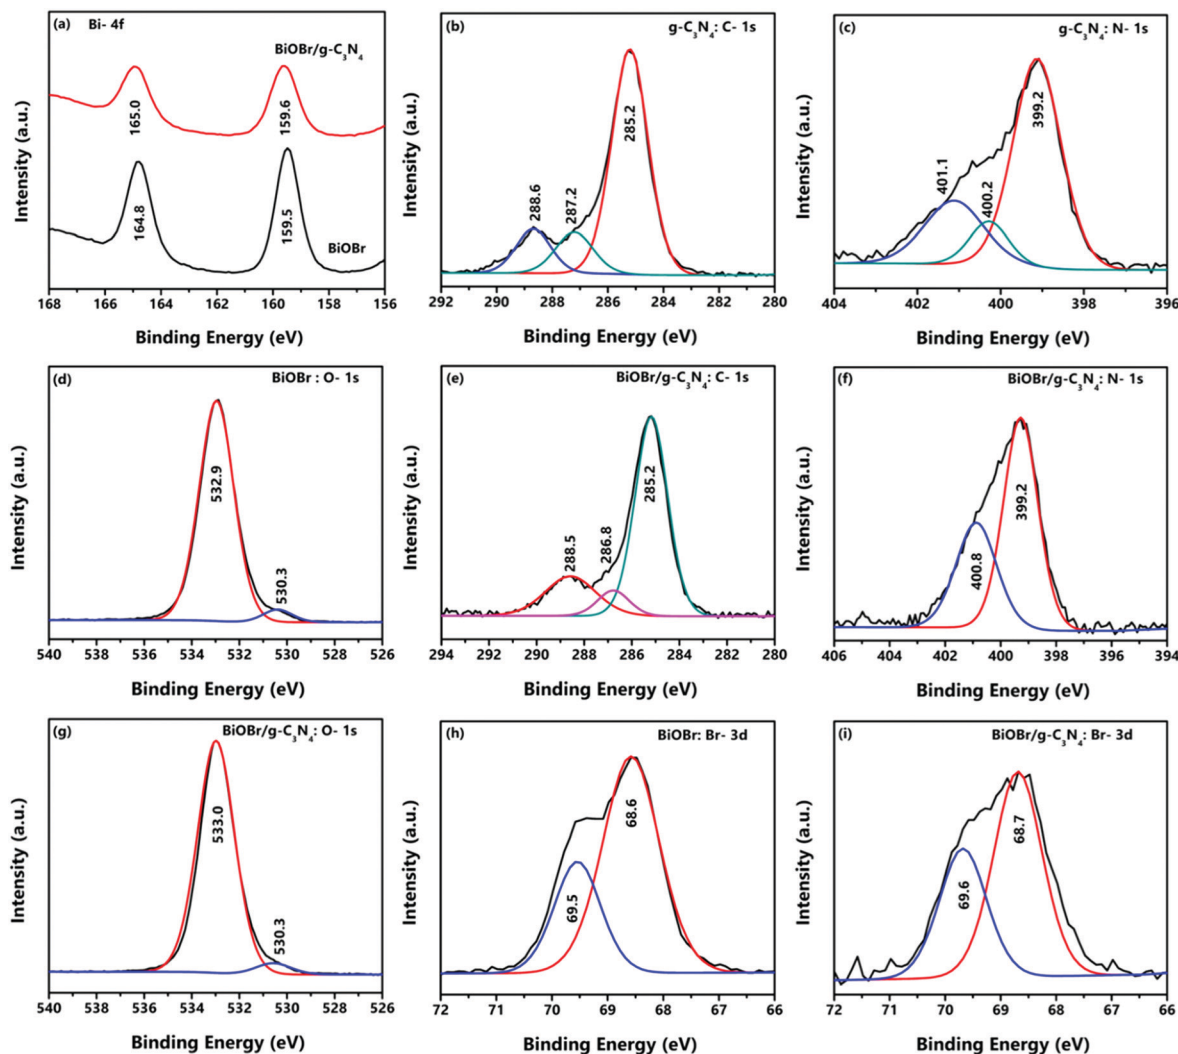 (a) Bi- 4f
BiOBr/g-C₃N₄
165.0
159.6
164.8
159.5
BiOBr
168 166 164 162 160 158 156
Binding Energy (eV)
Intensity (a.u.)
(b) g-C₃N₄: C- 1s
288.6
287.2
285.2
292 290 288 286 284 282 280
Binding Energy (eV)
Intensity (a.u.)
(c) g-C₃N₄: N- 1s
401.1
400.2
399.2
404 402 400 398 396
Binding Energy (eV)
Intensity (a.u.)
(d) BiOBr : O- 1s
532.9
530.3
540 538 536 534 532 530 528 526
Binding Energy (eV)
Intensity (a.u.)
(e) BiOBr/g-C₃N₄: C- 1s
288.5
286.8
285.2
294 292 290 288 286 284 282 280
Binding Energy (eV)
Intensity (a.u.)
(f) BiOBr/g-C₃N₄: N- 1s
400.8
399.2
406 404 402 400 398 396 394
Binding Energy (eV)
Intensity (a.u.)
(g) BiOBr/g-C₃N₄: O- 1s
533.0
530.3
540 538 536 534 532 530 528 526
Binding Energy (eV)
Intensity (a.u.)
(h) BiOBr: Br- 3d
69.5
68.6
72 71 70 69 68 67 66
Binding Energy (eV)
Intensity (a.u.)
(i) BiOBr/g-C₃N₄: Br- 3d
69.6
68.7
72 71 70 69 68 67 66
Binding Energy (eV)
Intensity (a.u.)